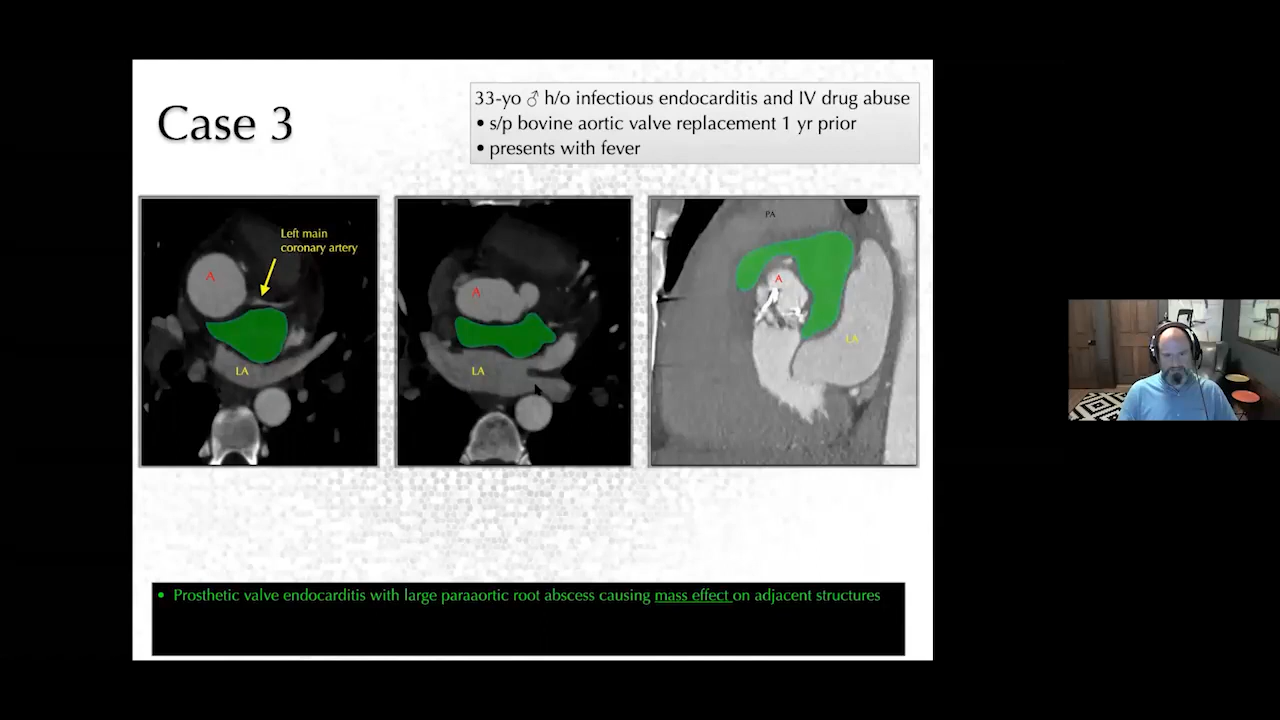 Case 3
33-yo ♂ h/o infectious endocarditis and IV drug abuse
• s/p bovine aortic valve replacement 1 yr prior
• presents with fever
Left main
coronary artery
A
LA
A
LA
PA
A
LA
• Prosthetic valve endocarditis with large paraaortic root abscess causing mass effect on adjacent structures